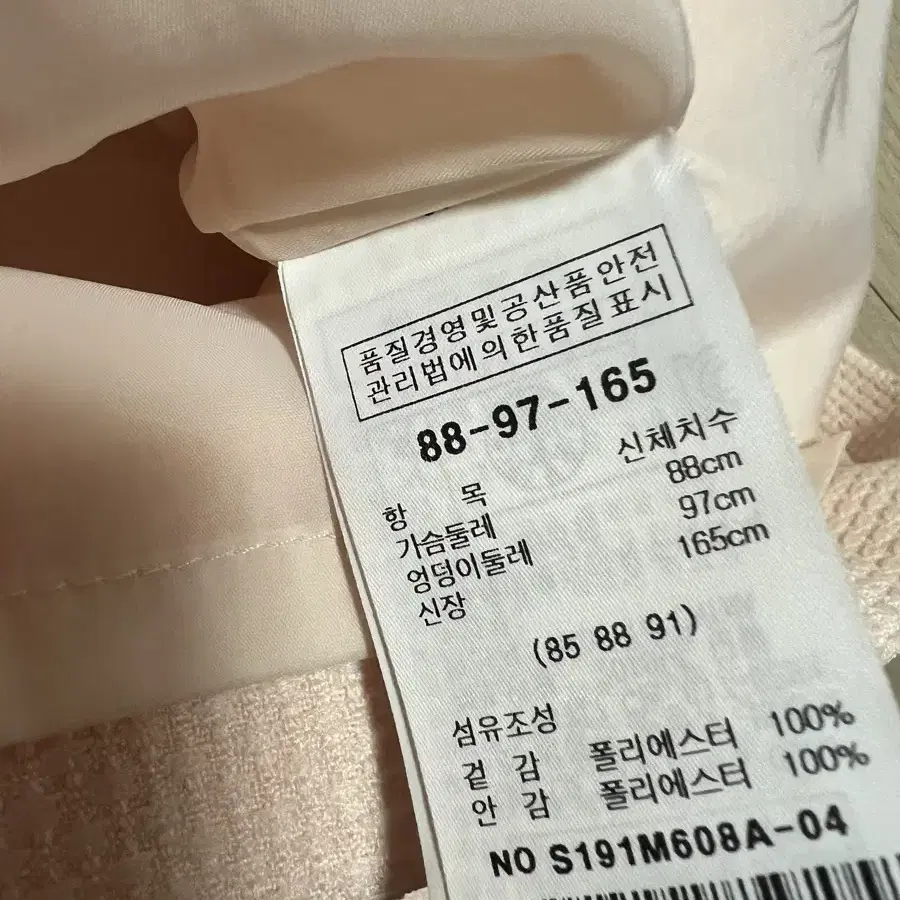 품질경영및공산품안전
관리법에의한품질표시
88-97-165
항 목 신체치수
가슴둘레 88cm
엉덩이둘레 97cm
신장 165cm
(85 88 91)
섬유조성
겉 감 폴리에스터 100%
안 감 폴리에스터 100%
NO S191M608A-04